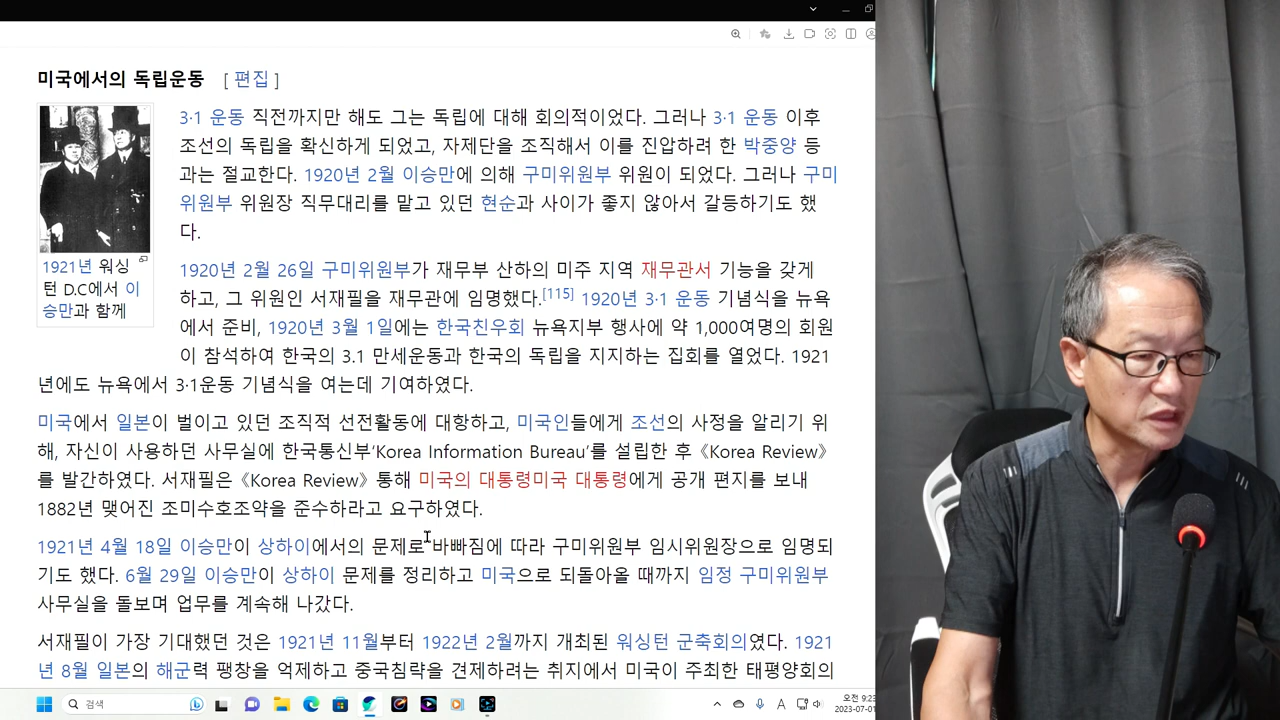 미국에서의 독립운동 [ 편집 ]
3·1 운동 직전까지만 해도 그는 독립에 대해 회의적이었다. 그러나 3·1 운동 이후
조선의 독립을 확신하게 되었고, 자제단을 조직해서 이를 진압하려 한 박중양 등
과는 절교한다. 1920년 2월 이승만에 의해 구미위원부 위원이 되었다. 그러나 구미
위원부 위원장 직무대리를 맡고 있던 현순과 사이가 좋지 않아서 갈등하기도 했
다.
1921년 워싱
턴 D.C에서 이
승만과 함께
1920년 2월 26일 구미위원부가 재무부 산하의 미주 지역 재무관서 기능을 갖게
하고, 그 위원인 서재필을 재무관에 임명했다.[115] 1920년 3·1 운동 기념식을 뉴욕
에서 준비, 1920년 3월 1일에는 한국친우회 뉴욕지부 행사에 약 1,000여명의 회원
이 참석하여 한국의 3.1 만세운동과 한국의 독립을 지지하는 집회를 열었다. 1921
년에도 뉴욕에서 3·1운동 기념식을 여는데 기여하였다.
미국에서 일본이 벌이고 있던 조직적 선전활동에 대항하고, 미국인들에게 조선의 사정을 알리기 위
해, 자신이 사용하던 사무실에 한국통신부‘Korea Information Bureau’를 설립한 후《Korea Review》
를 발간하였다. 서재필은《Korea Review》통해 미국의 대통령미국 대통령에게 공개 편지를 보내
1882년 맺어진 조미수호조약을 준수하라고 요구하였다.
1921년 4월 18일 이승만이 상하이에서의 문제로 바빠짐에 따라 구미위원부 임시위원장으로 임명되
기도 했다. 6월 29일 이승만이 상하이 문제를 정리하고 미국으로 되돌아올 때까지 임정 구미위원부
사무실을 돌보며 업무를 계속해 나갔다.
서재필이 가장 기대했던 것은 1921년 11월부터 1922년 2월까지 개최된 워싱턴 군축회의였다. 1921
년 8월 일본의 해군력 팽창을 억제하고 중국침략을 견제하려는 취지에서 미국이 주최한 태평양회의
검색
A
오전 9:23
2023-07-01